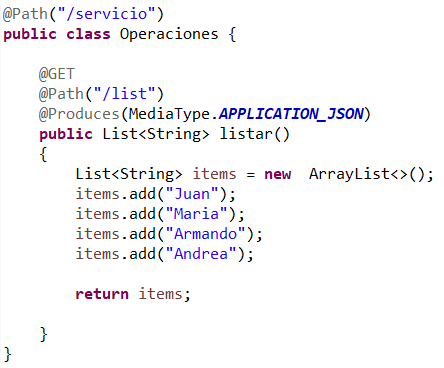 @Path("/servicio")
public class Operaciones {
@GET
@Path("/list")
@Produces(MediaType.APPLICATION_JSON)
public List<String> listar()
{
List<String> items = new  ArrayList<>();
items.add("Juan");
items.add("Maria");
items.add("Armando");
items.add("Andrea");
return items;
}
}